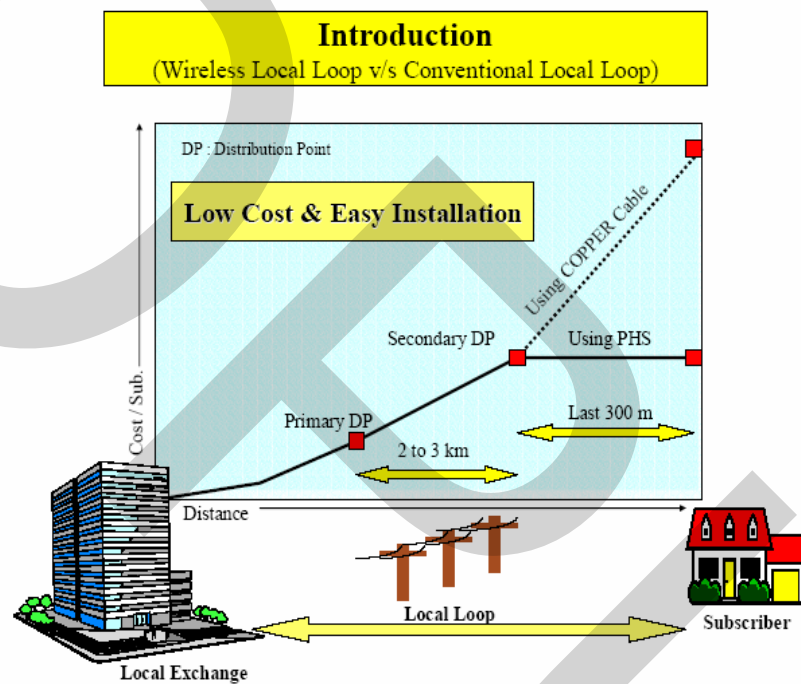 Introduction
(Wireless Local Loop v/s Conventional Local Loop)
DP : Distribution Point
Low Cost & Easy Installation
Using COPPER Cable
Secondary DP
Using PHS
Cost / Sub.
Primary DP
Last 300 m
2 to 3 km
Distance
Local Loop
Subscriber
Local Exchange